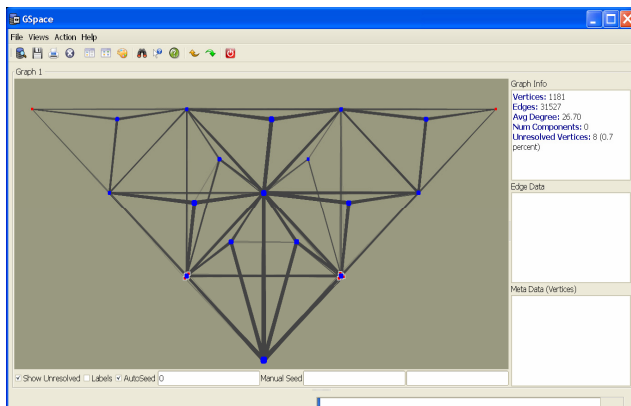 GSpace
File Views Action Help
Graph 1
Graph Info
Vertices: 1181
Edges: 31527
Avg Degree: 26.70
Num Components: 0
Unresolved Vertices: 8 (0.7
percent)
Edge Data
Meta Data (Vertices)
Show Unresolved Labels AutoSeed 0 Manual Seed